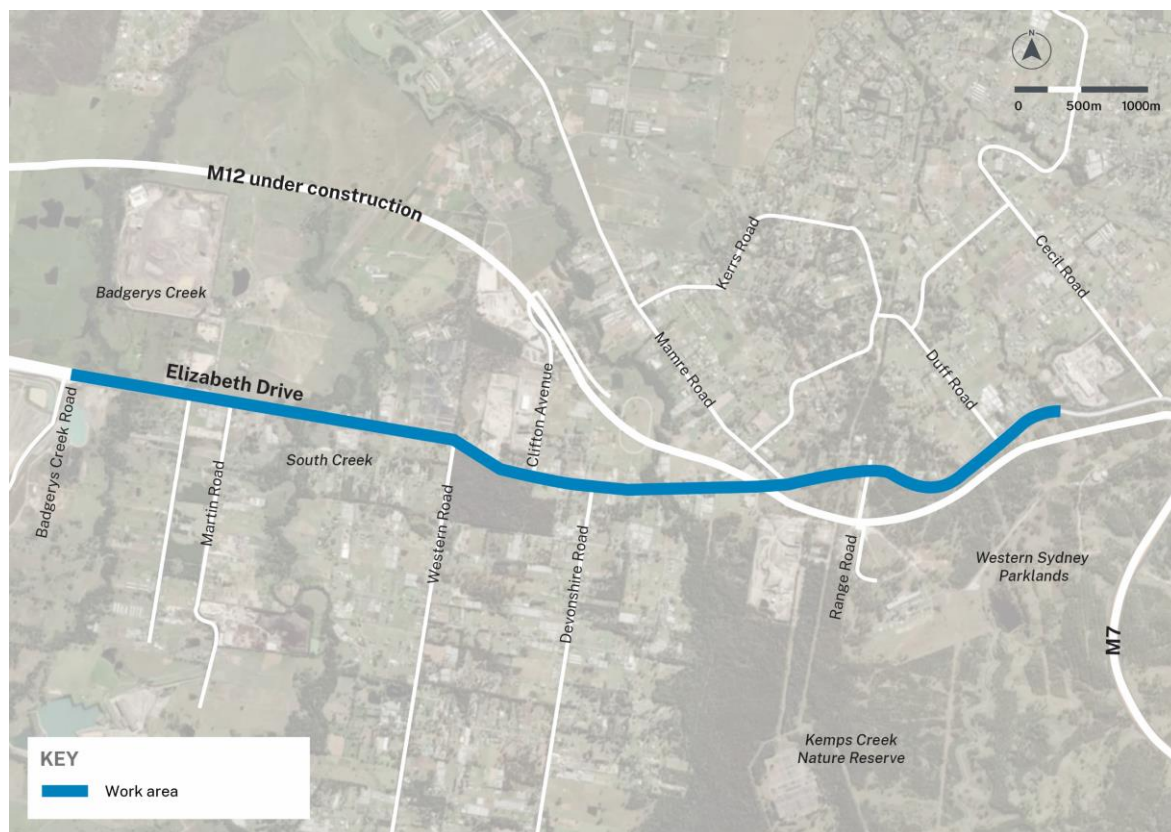 N
0 500m 1000m
M12 under construction
Badgerys Creek
Kerrs Road
Cecil Road
Mamre Road
Duff Road
Elizabeth Drive
Clifton Avenue
Badgerys Creek Road
Martin Road
South Creek
Western Road
Devonshire Road
Range Road
Western Sydney
Parklands
M7
Kemps Creek
Nature Reserve
KEY
Work area